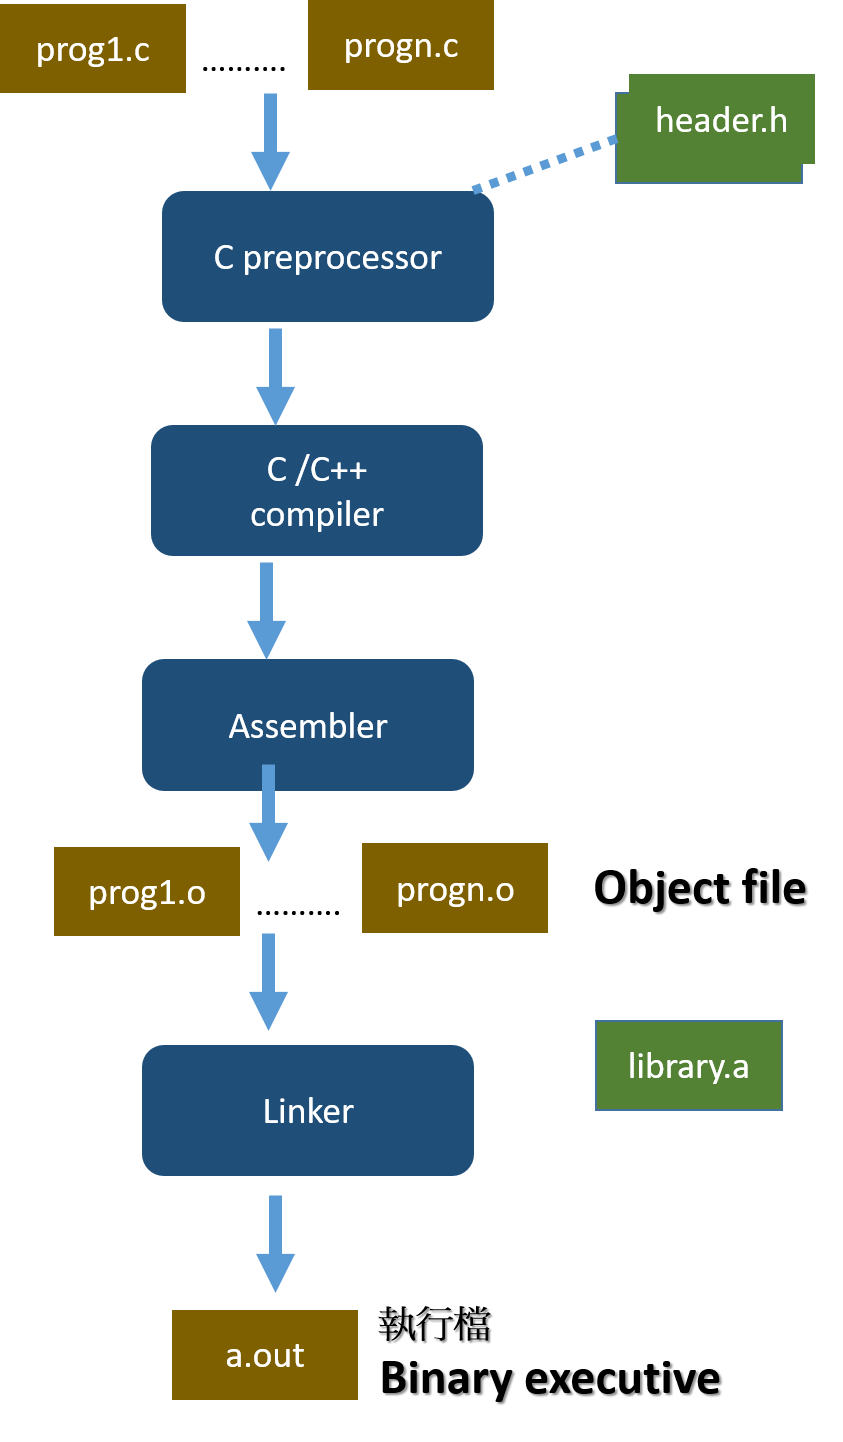 prog1.c
..........
progn.c
header.h
C preprocessor
C /C++
compiler
Assembler
prog1.o
..........
progn.o
Object file
Linker
library.a
a.out
執行檔
Binary executive